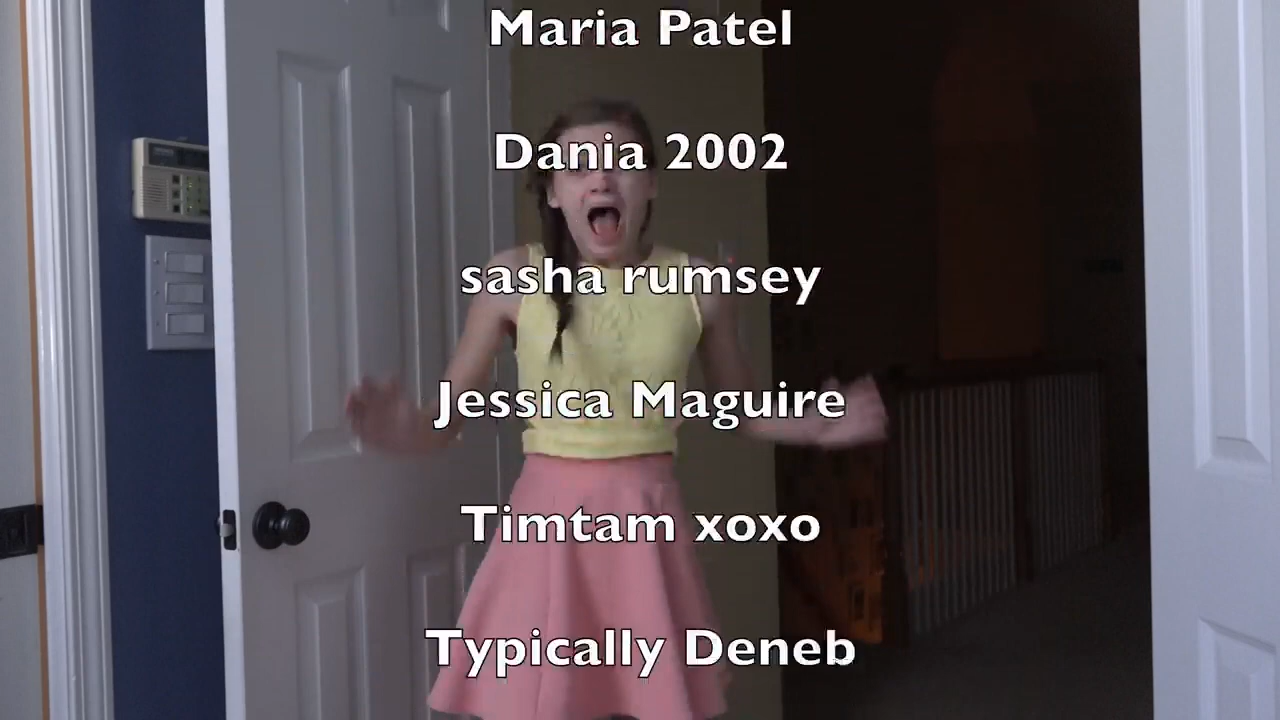 Maria Patel
Dania 2002
sasha rumsey
Jessica Maguire
Timtam xoxo
Typically Deneb